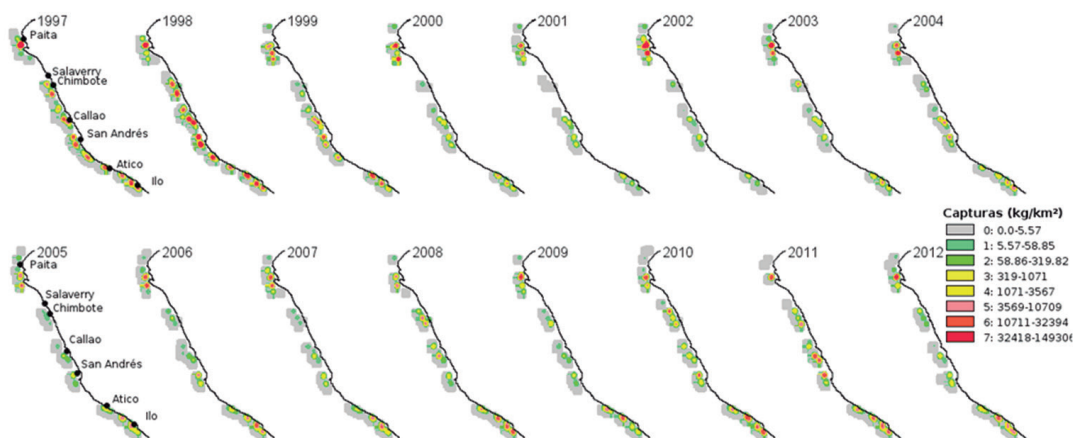 1997
1998
1999
2000
2001
2002
2003
2004
Paita
Salaverry
Chimbote
Callao
San Andrés
Atico
Ilo
2005
2006
2007
2008
2009
2010
2011
2012
Paita
Salaverry
Chimbote
Callao
San Andrés
Atico
Ilo
Capturas (kg/km²)
0: 0.0-5.57
1: 5.57-58.85
2: 58.86-319.82
3: 319-1071
4: 1071-3567
5: 3569-10709
6: 10711-32394
7: 32418-149306